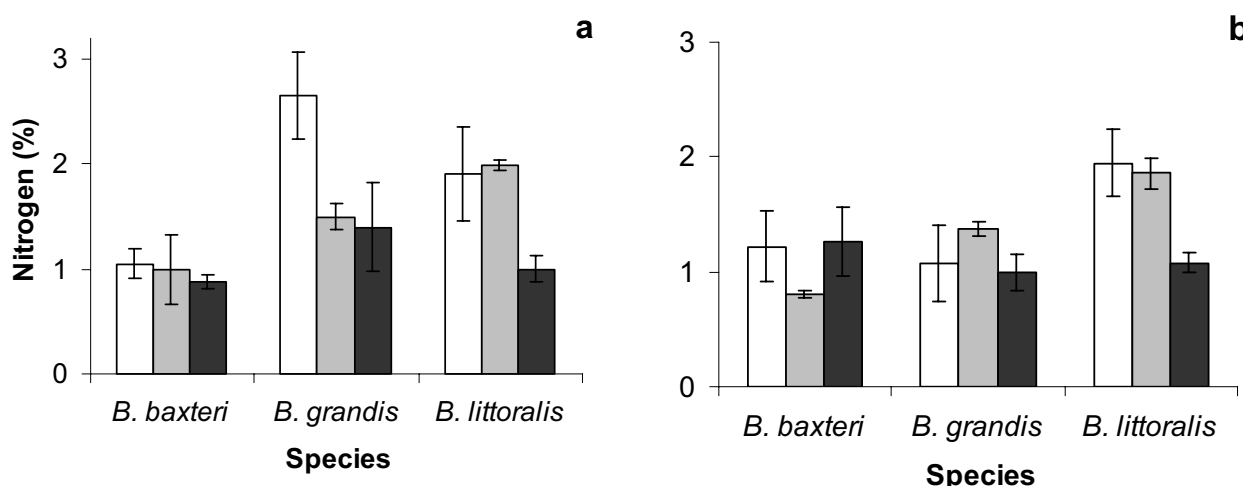 a
b
3
2
1
0
Nitrogen (%)
B. baxteri B. grandis B. littoralis
Species
3
2
1
0
B. baxteri B. grandis B. littoralis
Species